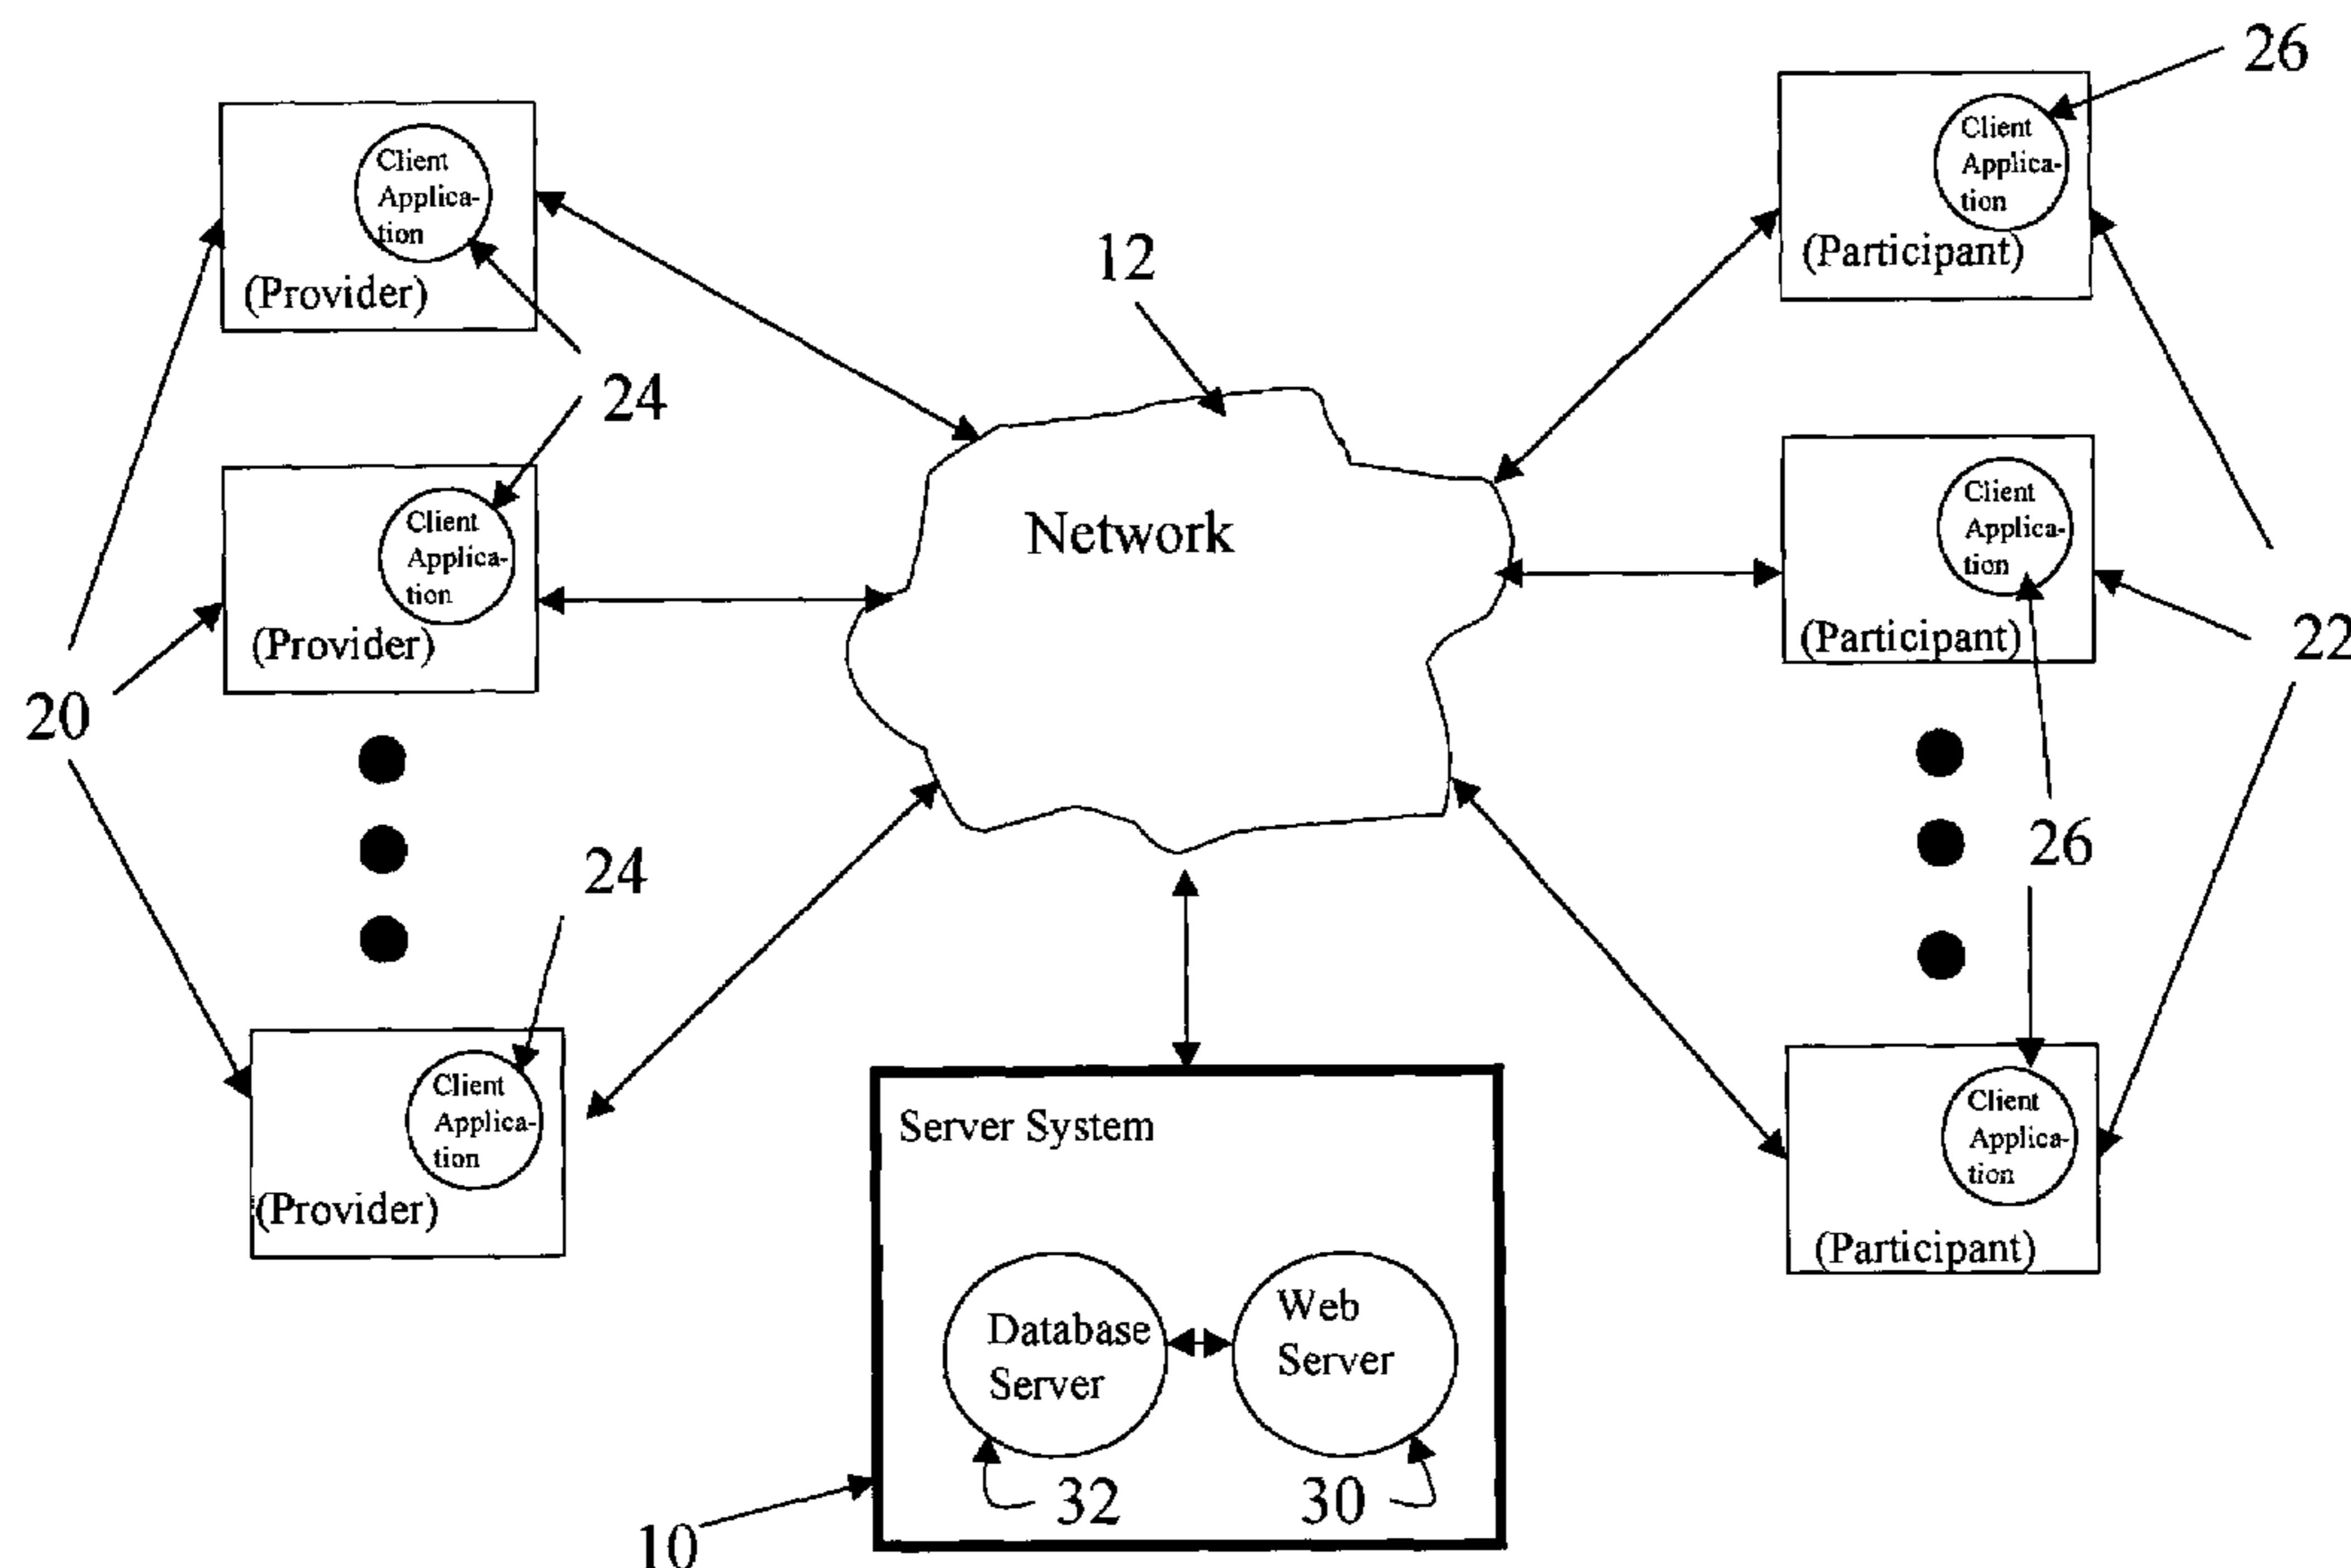 26
Client
Applica-
tion
(Provider)
Client
Applica-
tion
(Participant)
12
24
Client
Applica-
tion
(Provider)
Network
Client
Applica-
tion
(Participant)
22
20
24
26
Client
Applica-
tion
(Provider)
Server System
Client
Applica-
tion
(Participant)
Database
Server
Web
Server
32
30
10